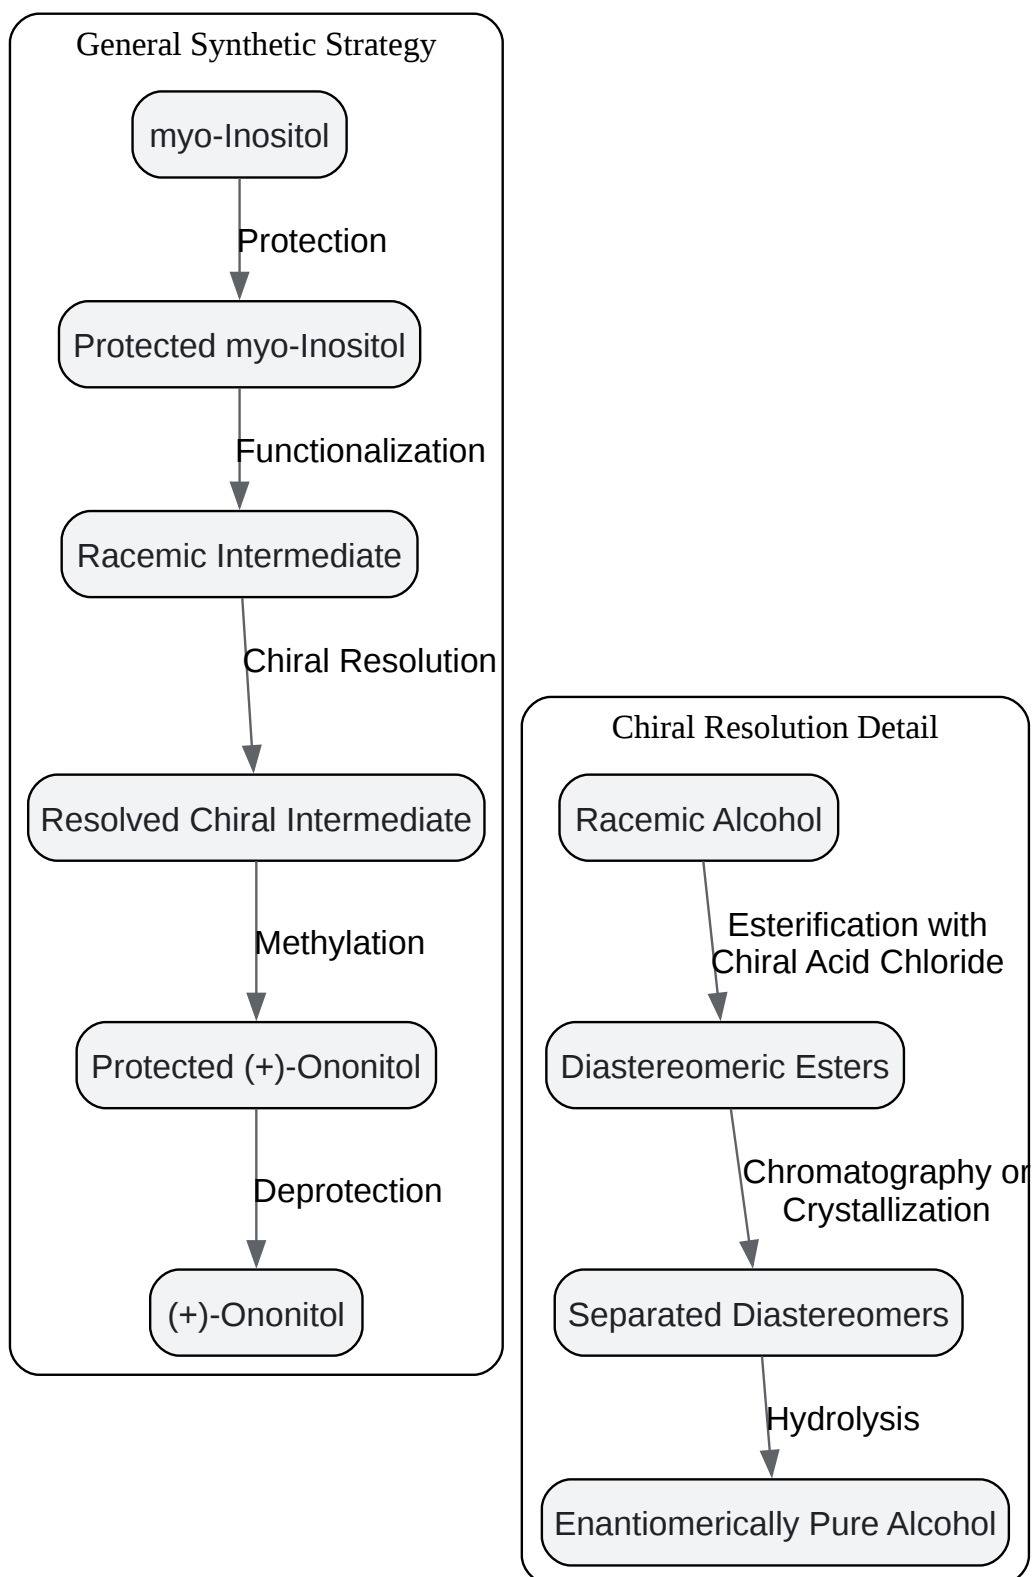 General Synthetic Strategy
myo-Inositol
Protection
Protected myo-Inositol
Functionalization
Racemic Intermediate
Chiral Resolution
Resolved Chiral Intermediate
Methylation
Protected (+)-Ononitol
Deprotection
(+)-Ononitol
Chiral Resolution Detail
Racemic Alcohol
Esterification with
Chiral Acid Chloride
Diastereomeric Esters
Chromatography or
Crystallization
Separated Diastereomers
Hydrolysis
Enantiomerically Pure Alcohol